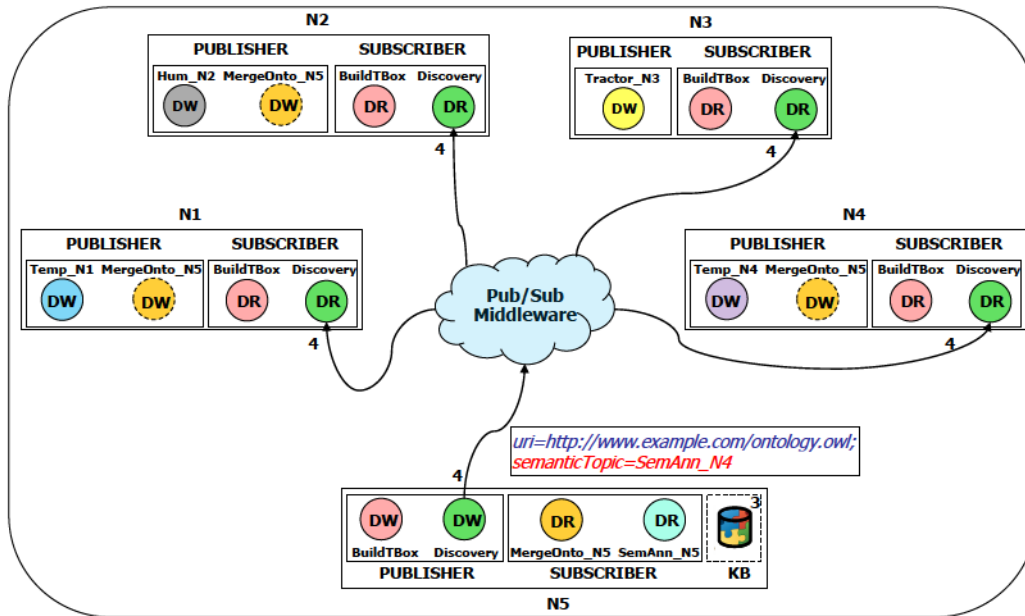 N2
PUBLISHER SUBSCRIBER
Hum_N2 MergeOnto_N5 BuildTBox Discovery
DW DW DR DR
4
N3
PUBLISHER SUBSCRIBER
Tractor_N3 BuildTBox Discovery
DW DR DR
4
N1
PUBLISHER SUBSCRIBER
Temp_N1 MergeOnto_N5 BuildTBox Discovery
DW DW DR DR
4
N4
PUBLISHER SUBSCRIBER
Temp_N4 MergeOnto_N5 BuildTBox Discovery
DW DW DR DR
4
Pub/Sub
Middleware
uri=http://www.example.com/ontology.owl;
semanticTopic=SemAnn_N4
4
3
DW DW DR DR
BuildTBox Discovery MergeOnto_N5 SemAnn_N5
PUBLISHER SUBSCRIBER KB
N5